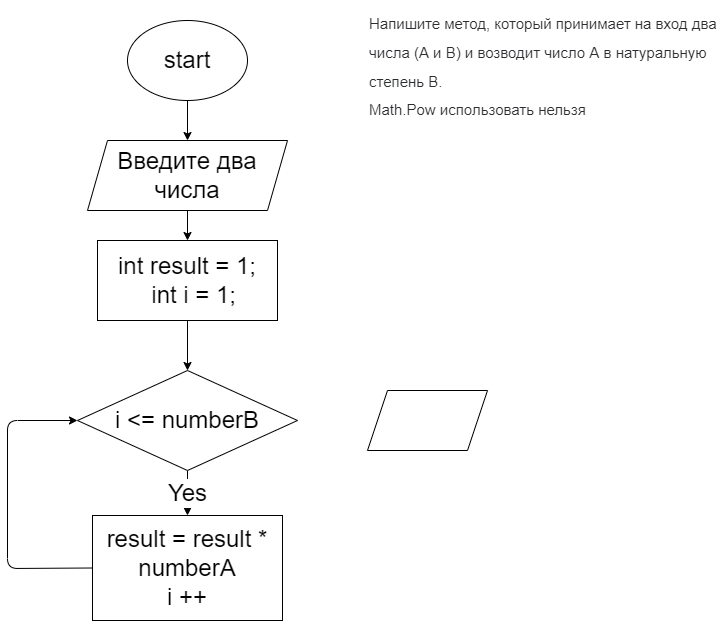 Напишите метод, который принимает на вход два
числа (А и В) и возводит число А в натуральную
степень В.
Math.Pow использовать нельзя
start
Введите два
числа
int result = 1;
int i = 1;
i <= numberB
Yes
result = result *
numberA
i ++